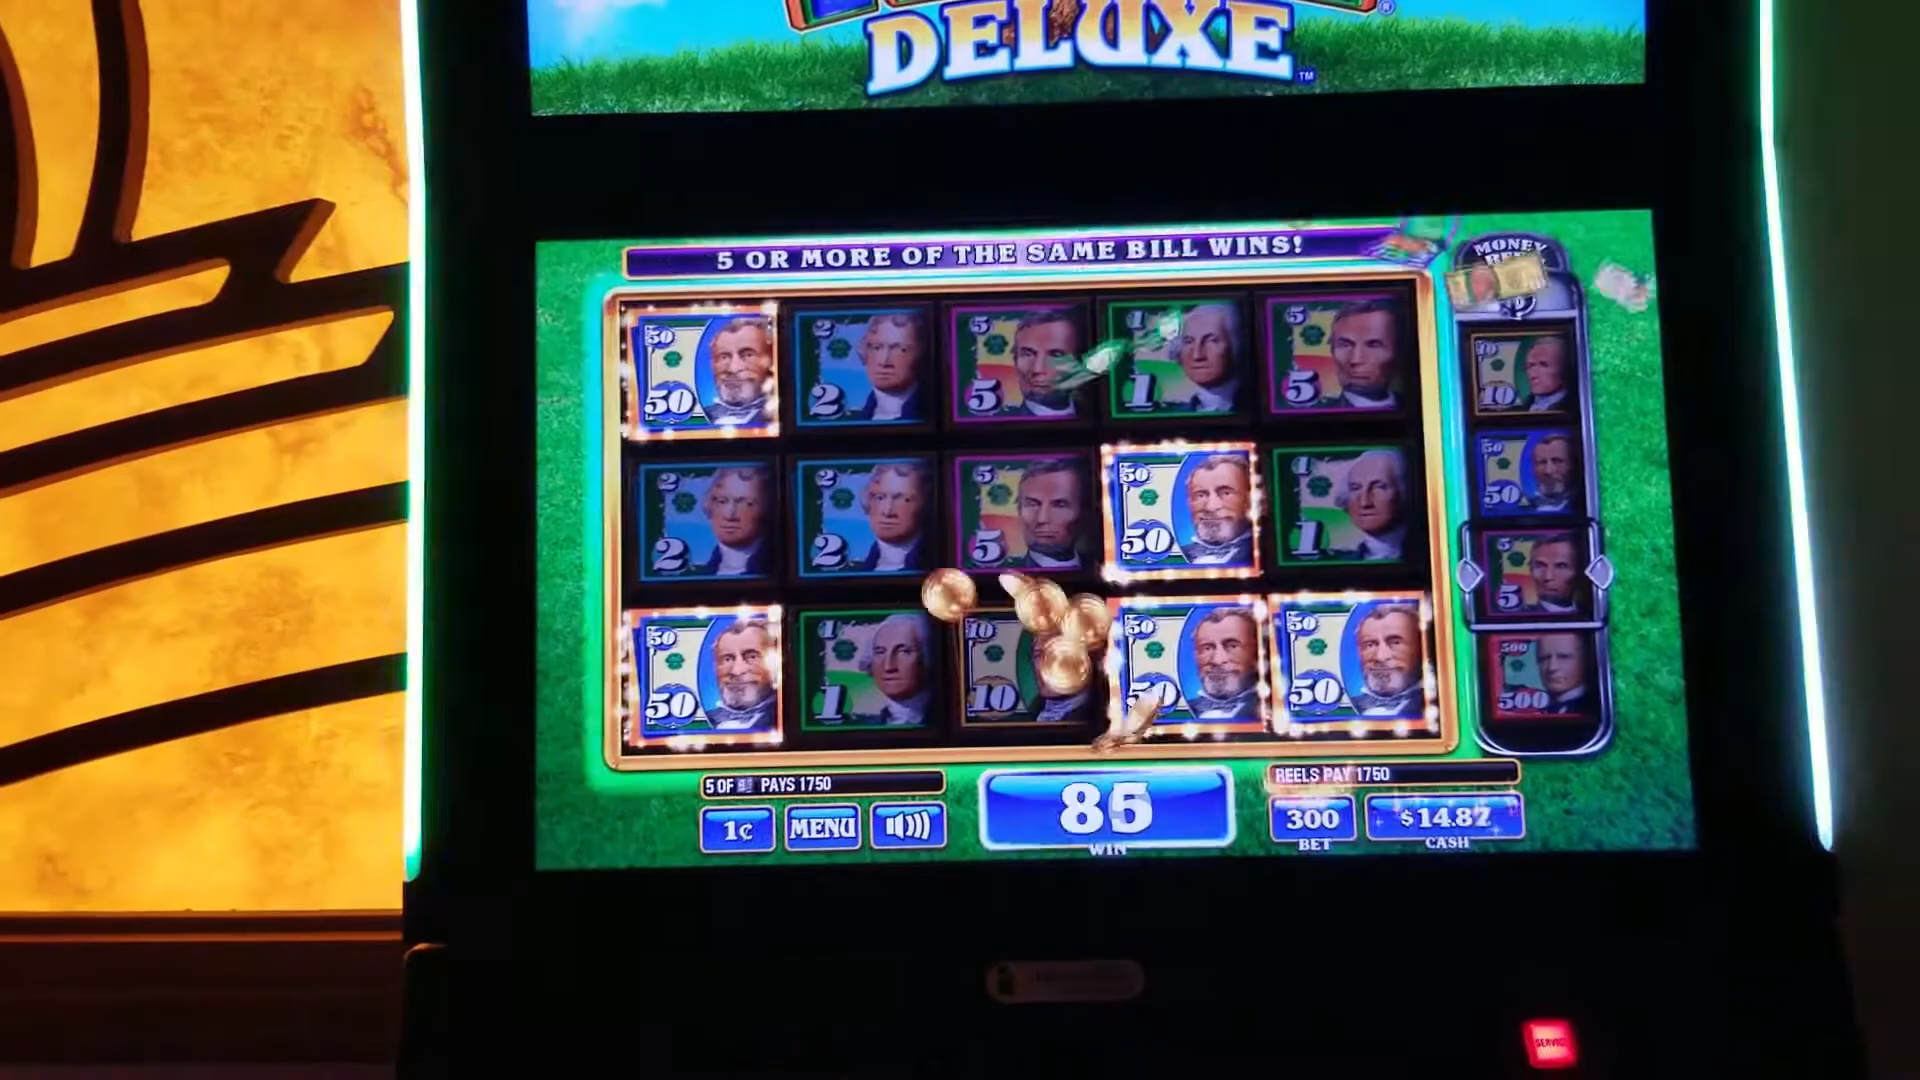 DELUXE™
5 OR MORE OF THE SAME BILL WINS!
MONEY
50 50
2 2
5 5
1 1
5 5
10 10
2 2
2 2
5 5
50 50
1 1
50 50
50 50
1 1
10 10
50 50
50 50
5 5
500 500
5 OF PAYS 1750
REELS PAY 1750
1¢ MENU
85
WIN
300
BET
$14.82
CASH
SERVICE